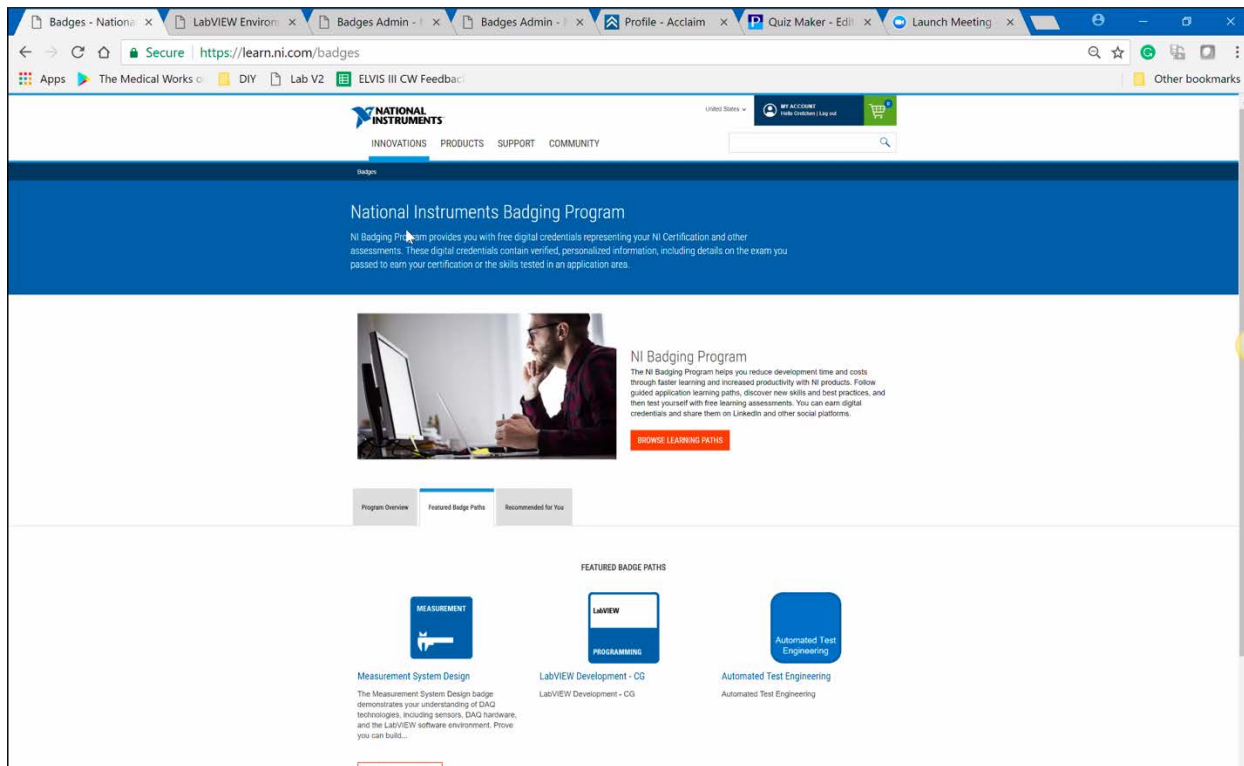 Badges - Nationa
LabVIEW Environ
Badges Admin -
Badges Admin -
Profile - Acclaim
Quiz Maker - Edi
Launch Meeting
Secure
https://learn.ni.com/badges
Apps
The Medical Works o
DIY
Lab V2
ELVIS III CW Feedbac
Other bookmarks
NATIONAL
INSTRUMENTS
United States
MY ACCOUNT
Hello Gretchen | Log out
0
INNOVATIONS PRODUCTS SUPPORT COMMUNITY
Badges
National Instruments Badging Program
NI Badging Program provides you with free digital credentials representing your NI Certification and other
assessments. These digital credentials contain verified, personalized information, including details on the exam you
passed to earn your certification or the skills tested in an application area.
NI Badging Program
The NI Badging Program helps you reduce development time and costs
through faster learning and increased productivity with NI products. Follow
guided application learning paths, discover new skills and best practices, and
then test yourself with free learning assessments. You can earn digital
credentials and share them on LinkedIn and other social platforms.
BROWSE LEARNING PATHS
Program Overview
Featured Badge Paths
Recommended for You
FEATURED BADGE PATHS
MEASUREMENT
LabVIEW
PROGRAMMING
Automated Test
Engineering
Measurement System Design
LabVIEW Development - CG
Automated Test Engineering
The Measurement System Design badge
demonstrates your understanding of DAQ
technologies, including sensors, DAQ hardware,
and the LabVIEW software environment. Prove
you can build...
LabVIEW Development - CG
Automated Test Engineering